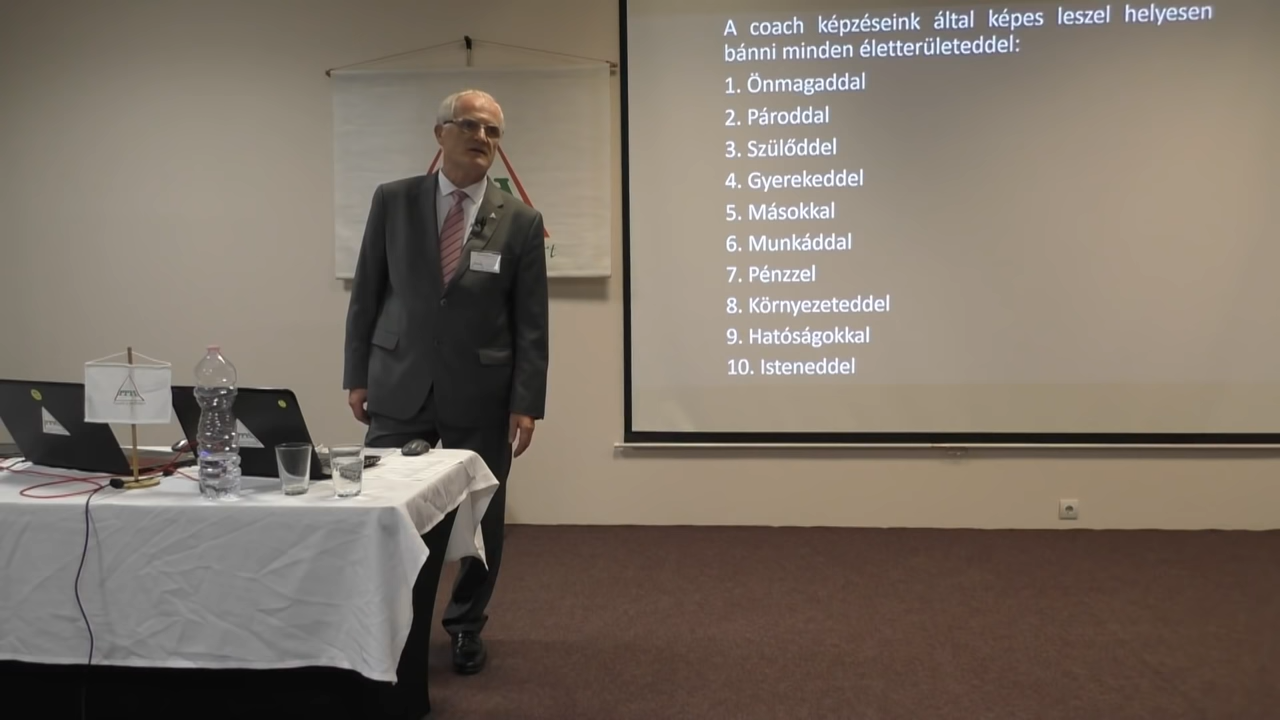 A coach képzéseink által képes leszel helyesen
bánni minden életterületeddel:
1. Önmagaddal
2. Pároddal
3. Szülőddel
4. Gyerekeddel
5. Másokkal
6. Munkáddal
7. Pénzzel
8. Környezeteddel
9. Hatóságokkal
10. Isteneddel